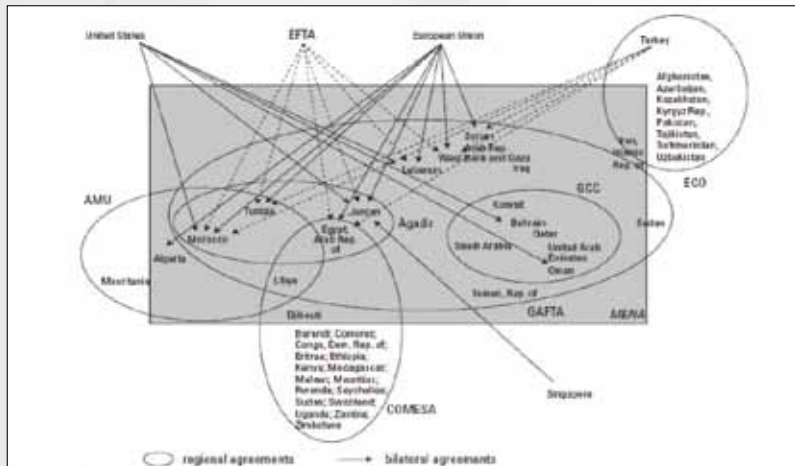 United States
EFTA
European Union
Turkey
Afghanistan,
Azerbaijan,
Kazakhstan,
Kyrgyz Rep.,
Pakistan,
Tajikistan,
Turkmenistan,
Uzbekistan
ECO
Syrian
Arab Rep.
West Bank and Gaza
Iraq
Lebanon
Iran,
Islamic
Rep. of
GCC
AMU
Kuwait
Tunisia
Jordan
Agadir
Bahrain
Qatar
Sudan
Morocco
Egypt,
Arab Rep.
of
Saudi Arabia
United Arab
Emirates
Oman
Algeria
Mauritania
Libya
Yemen, Rep. of
Djibouti
GAFTA
MENA
Burundi; Comoros;
Congo, Dem. Rep. of;
Eritrea; Ethiopia;
Kenya; Madagascar;
Malawi; Mauritius;
Rwanda; Seychelles;
Sudan; Swaziland;
Uganda; Zambia;
Zimbabwe
COMESA
Singapore
regional agreements
bilateral agreements